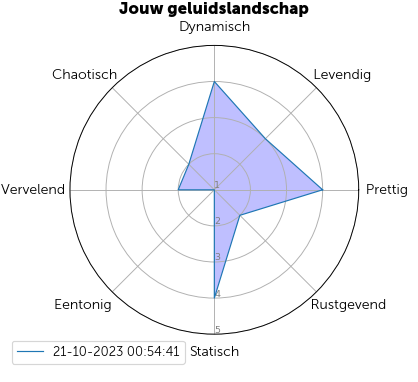 Jouw geluidslandschap
Dynamisch
Chaotisch
Levendig
Vervelend
Prettig
1
2
3
4
5
Eentonig
Rustgevend
Statisch
21-10-2023 00:54:41